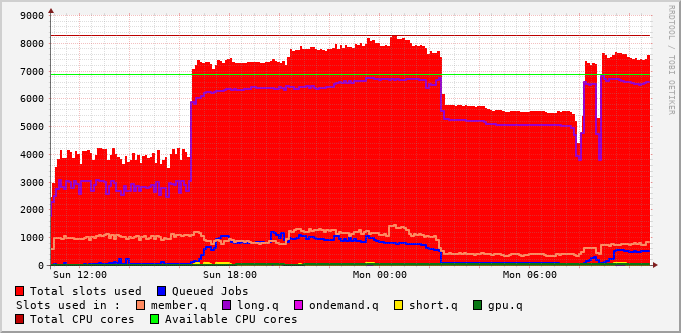 9000
8000
7000
6000
5000
4000
3000
2000
1000
0
Sun 12:00 Sun 18:00 Mon 00:00 Mon 06:00
RRDTOOL / TOBI OETIKER
Total slots used Queued Jobs
Slots used in : member.q long.q ondemand.q short.q gpu.q
Total CPU cores Available CPU cores